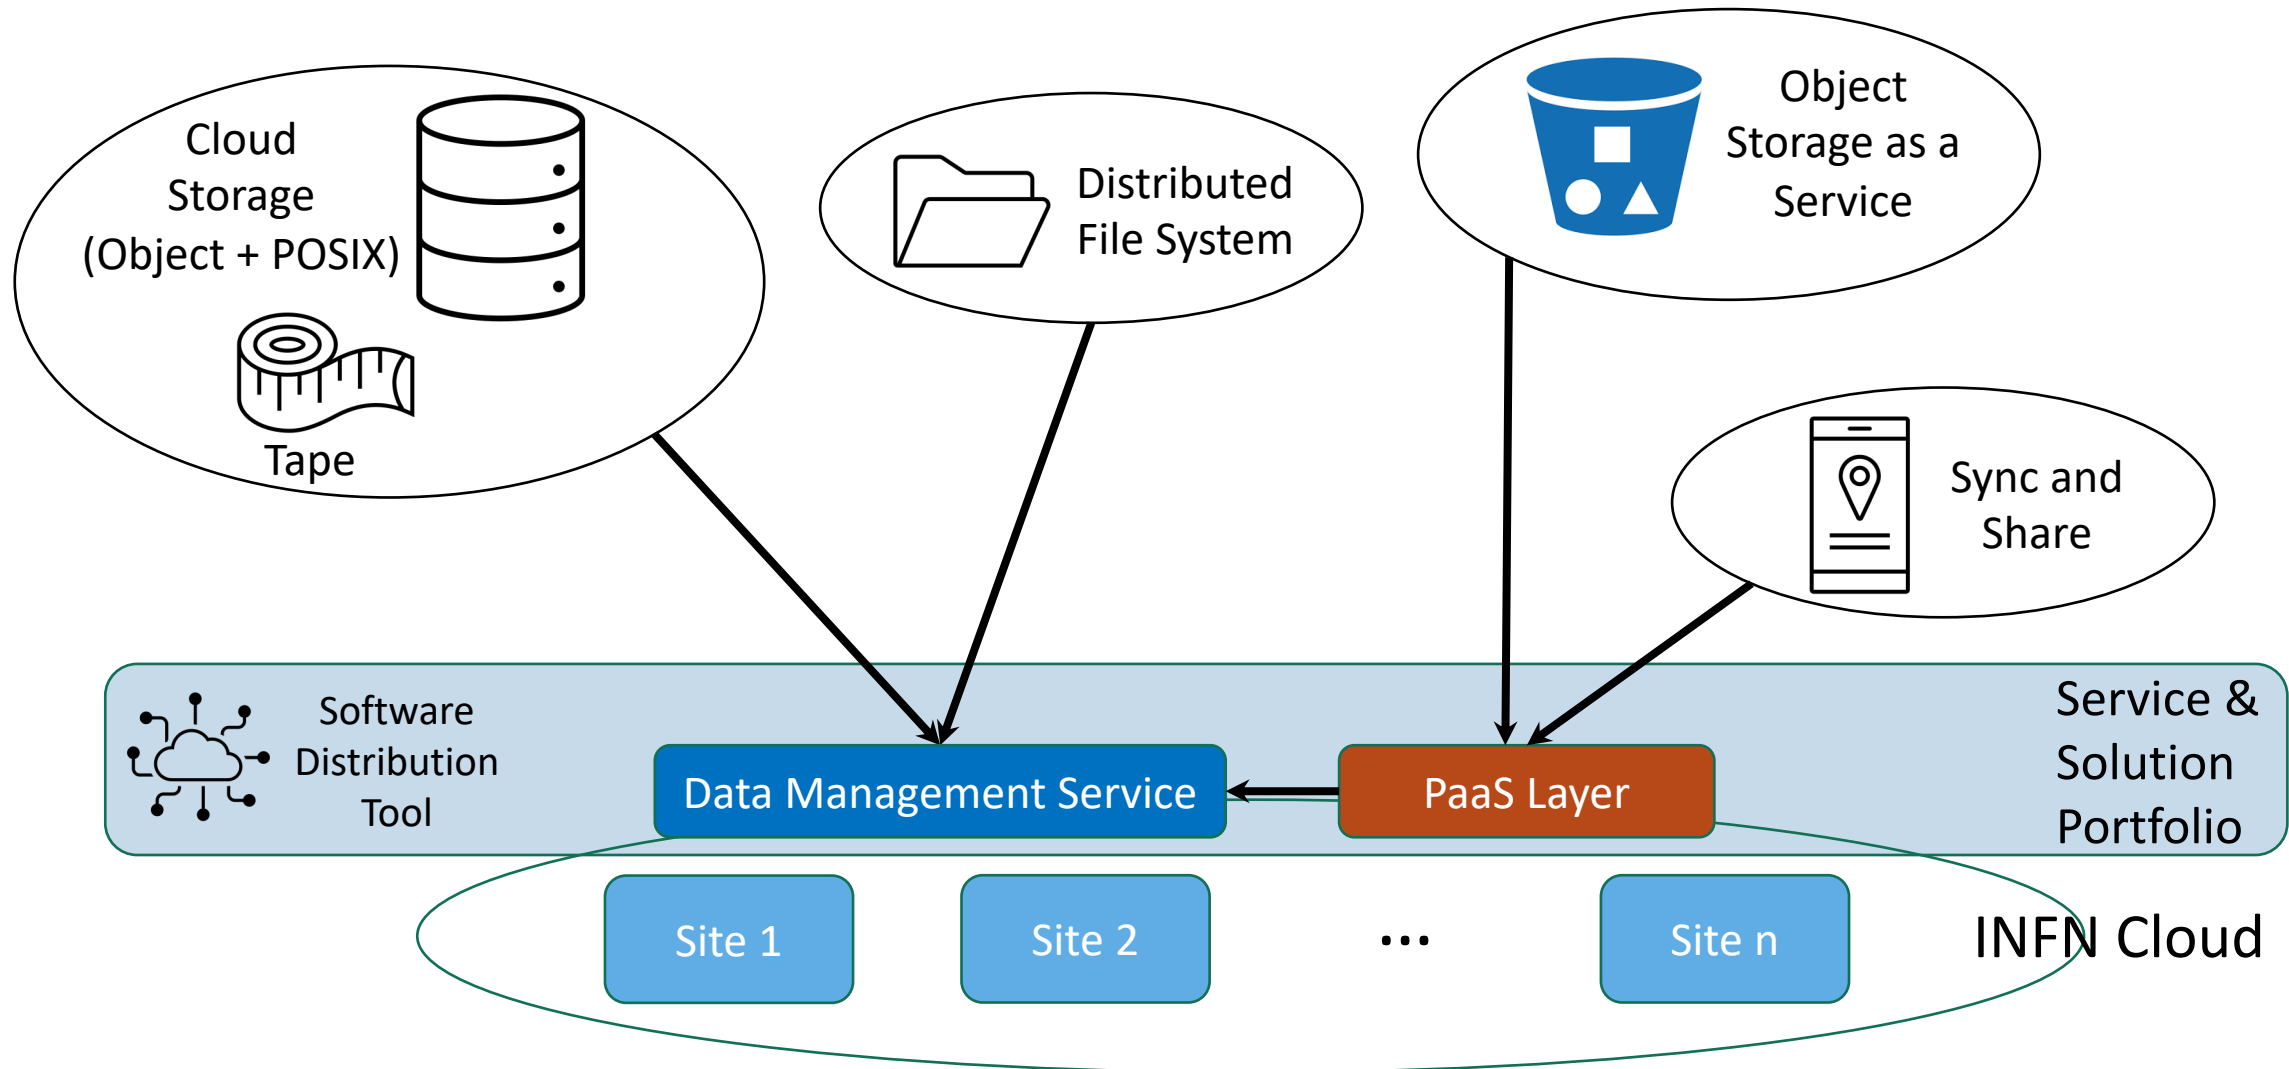 Cloud
Storage
(Object + POSIX)
Tape
Distributed
File System
Object
Storage as a
Service
Sync and
Share
Software
Distribution
Tool
Data Management Service
PaaS Layer
Service &
Solution
Portfolio
Site 1
Site 2
...
Site n
INFN Cloud